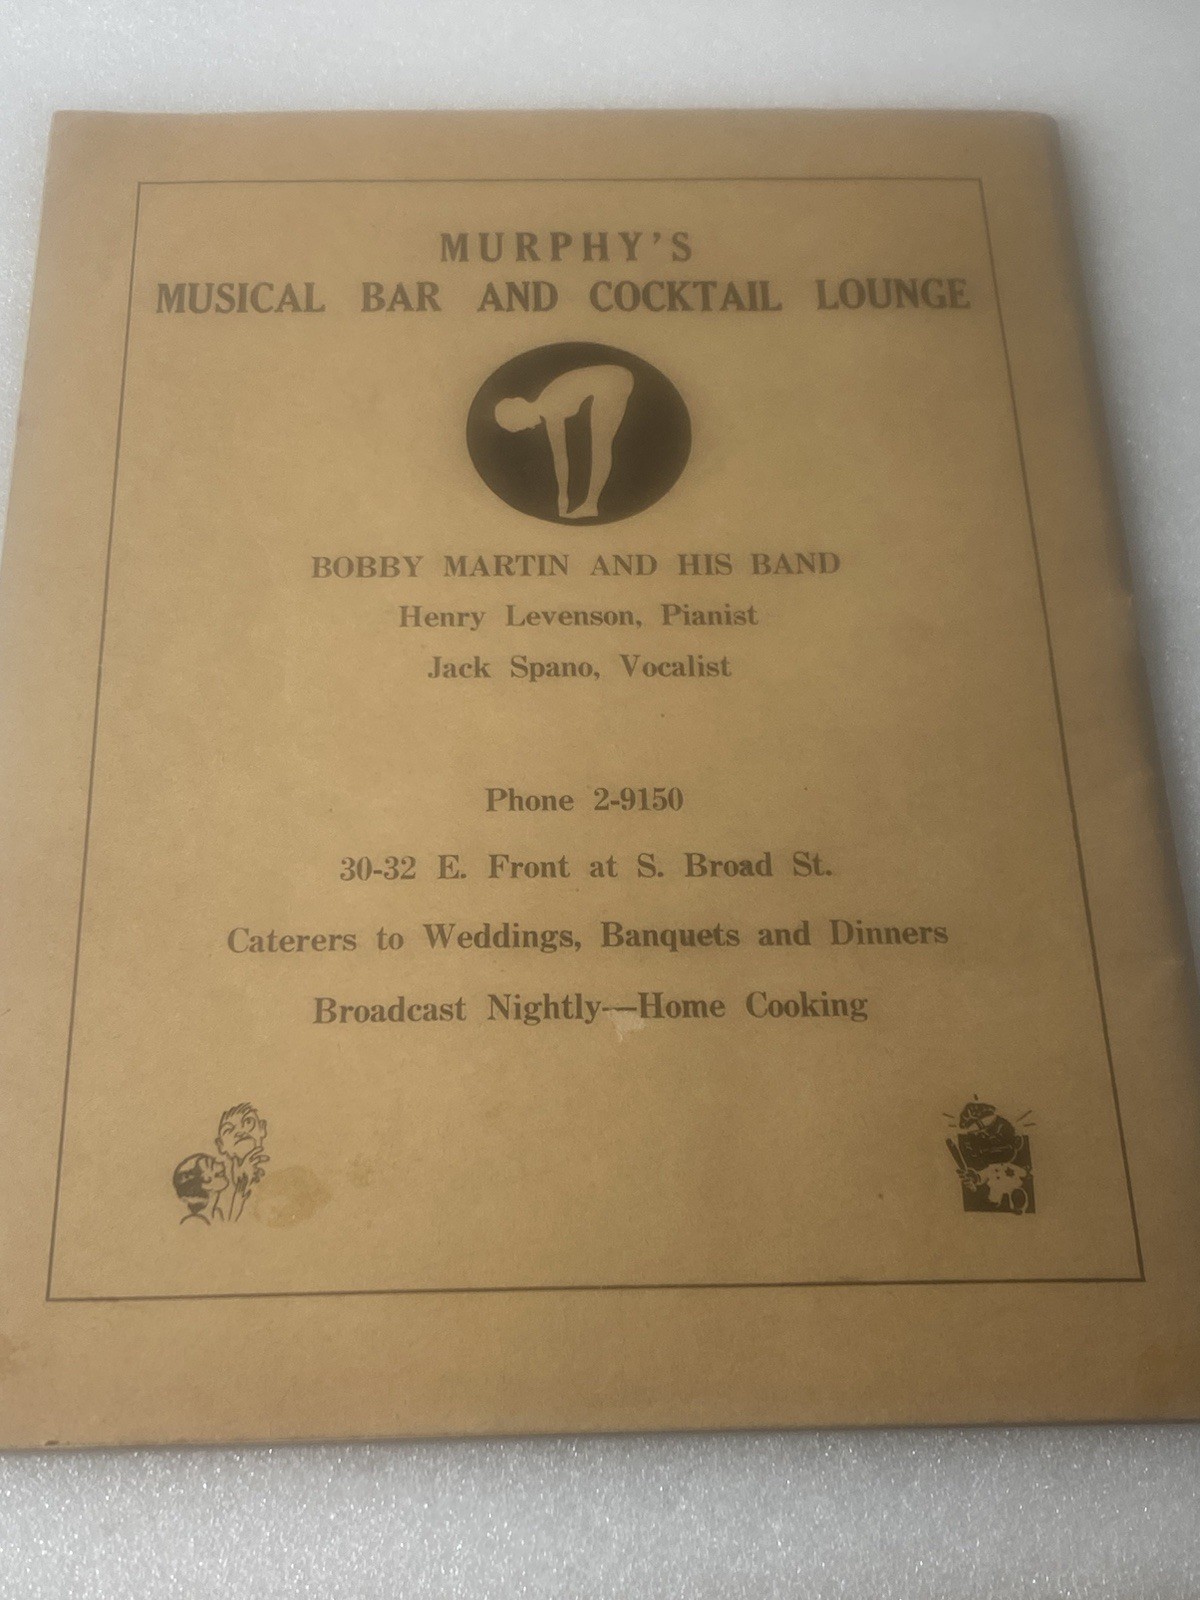 MURPHY'S
MUSICAL BAR AND COCKTAIL LOUNGE
BOBBY MARTIN AND HIS BAND
Henry Levenson, Pianist
Jack Spano, Vocalist
Phone 2-9150
30-32 E. Front at S. Broad St.
Caterers to Weddings, Banquets and Dinners
Broadcast Nightly—Home Cooking